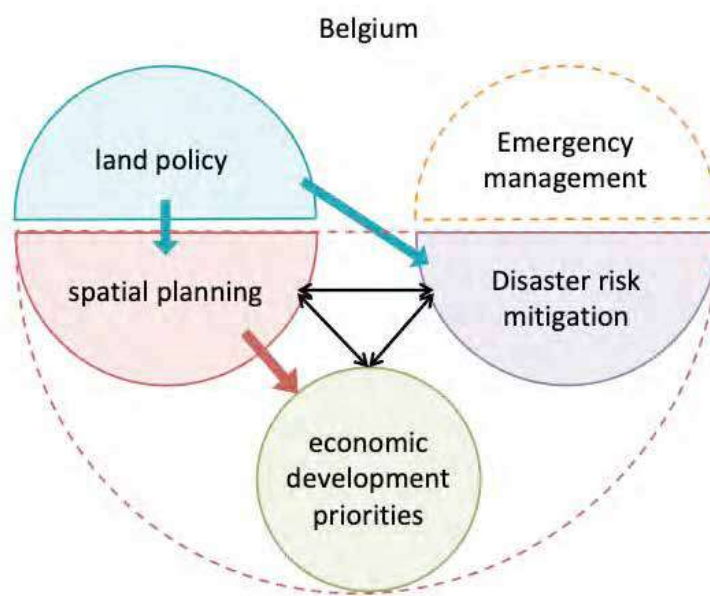 Belgium
land policy
Emergency
management
spatial planning
Disaster risk
mitigation
economic
development
priorities